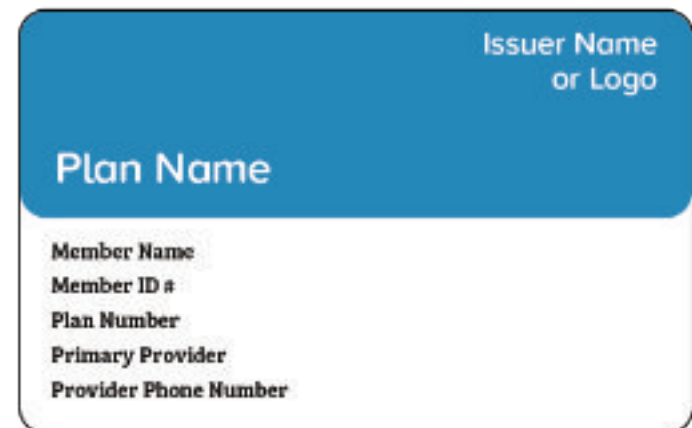 Issuer Name
or Logo
Plan Name
Member Name
Member ID #
Plan Number
Primary Provider
Provider Phone Number